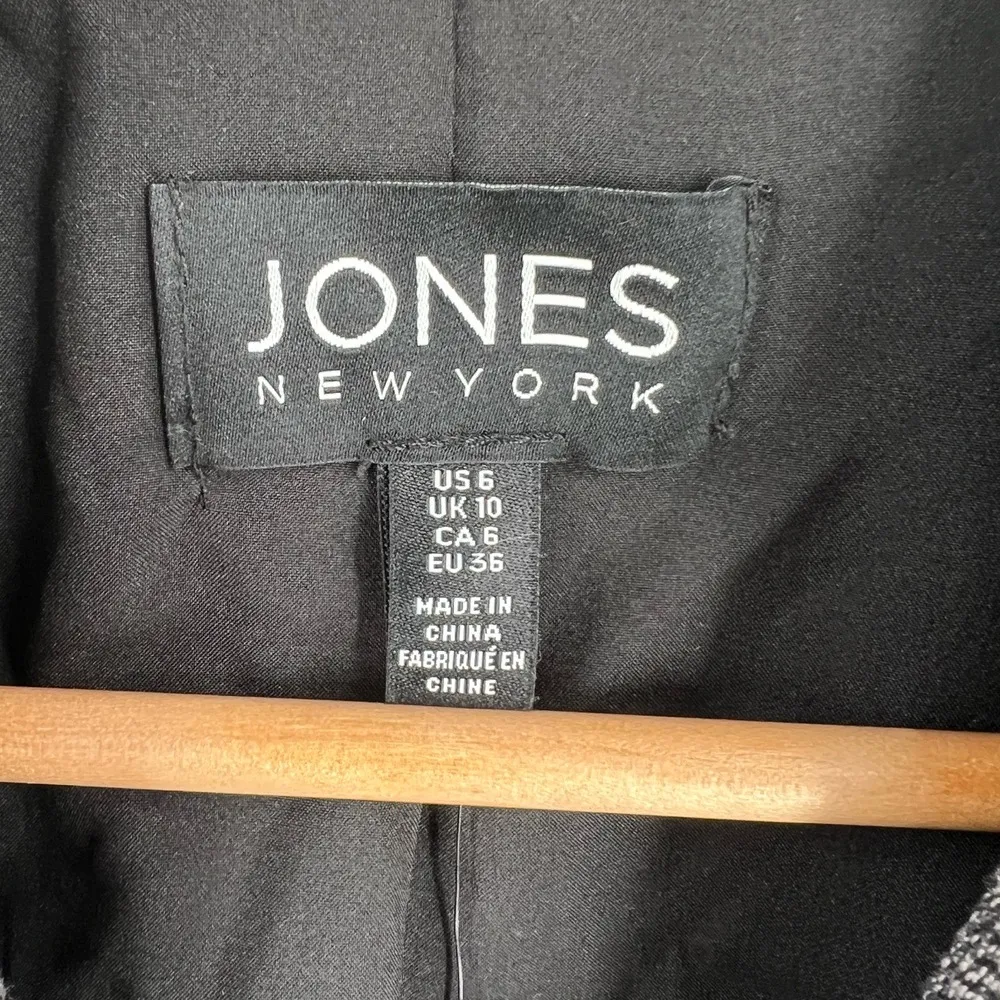 JONES
NEW YORK
US 6
UK 10
CA 6
EU 36
MADE IN
CHINA
FABRIQUÉ EN
CHINE